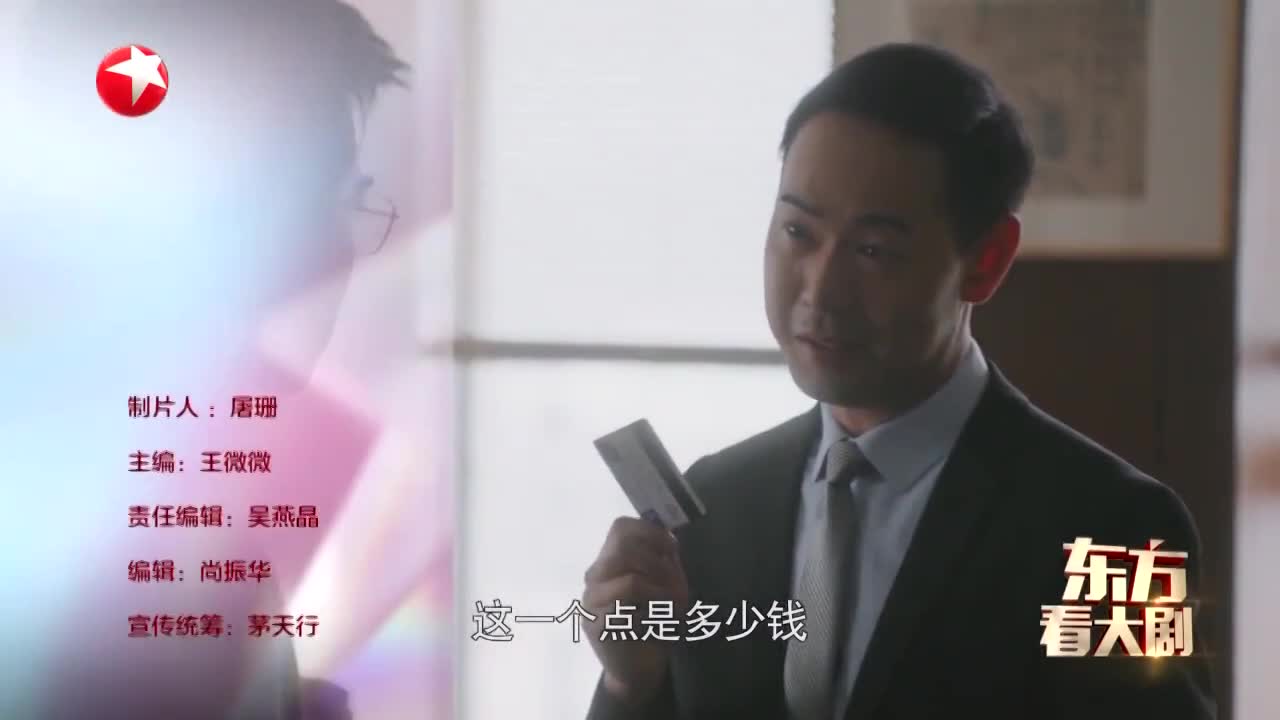 制片人：屠珊
主编：王微微
责任编辑：吴燕晶
编辑：尚振华
宣传统筹：茅天行
这一个点是多少钱
东方
看大剧